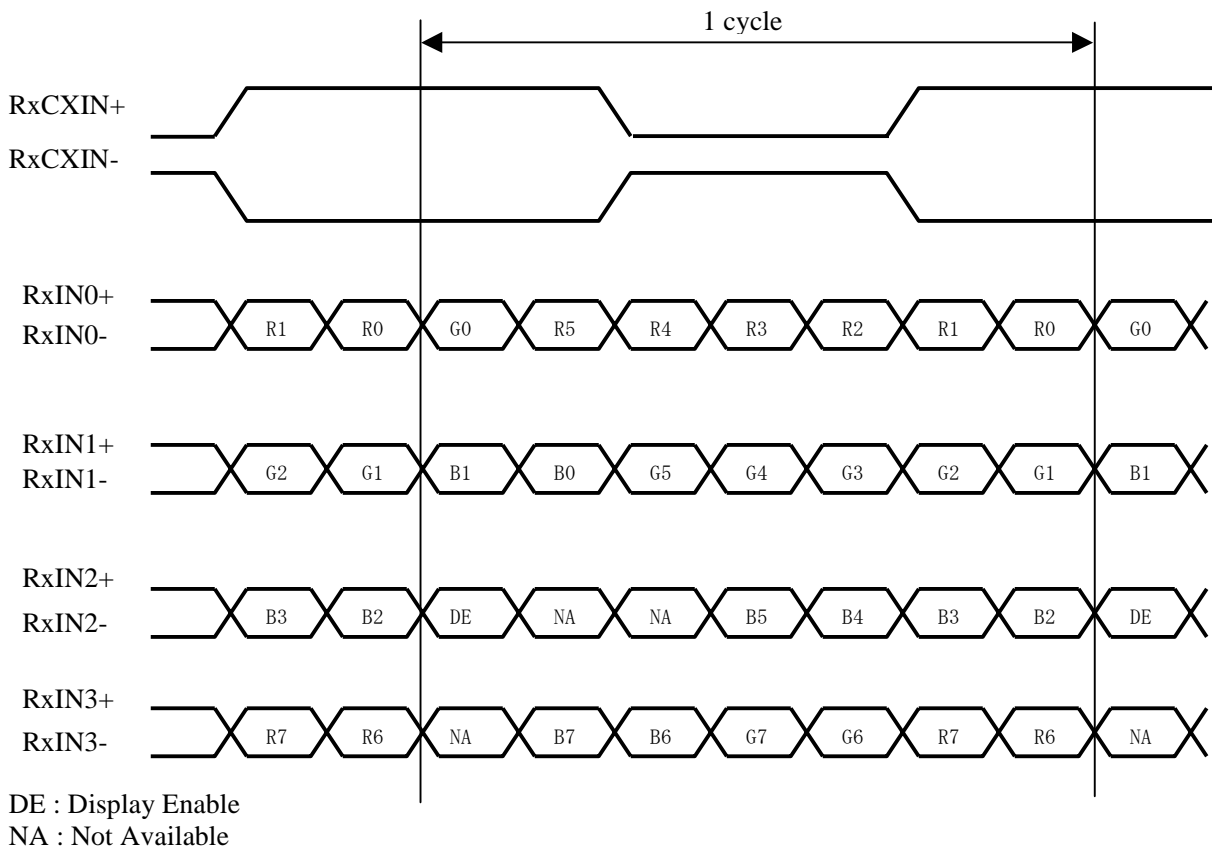 1 cycle
RxCXIN+
RxCXIN-
RxIN0+
RxIN0-
R1 R0 G0 R5 R4 R3 R2 R1 R0 G0
RxIN1+
RxIN1-
G2 G1 B1 B0 G5 G4 G3 G2 G1 B1
RxIN2+
RxIN2-
B3 B2 DE NA NA B5 B4 B3 B2 DE
RxIN3+
RxIN3-
R7 R6 NA B7 B6 G7 G6 R7 R6 NA
DE : Display Enable
NA : Not Available